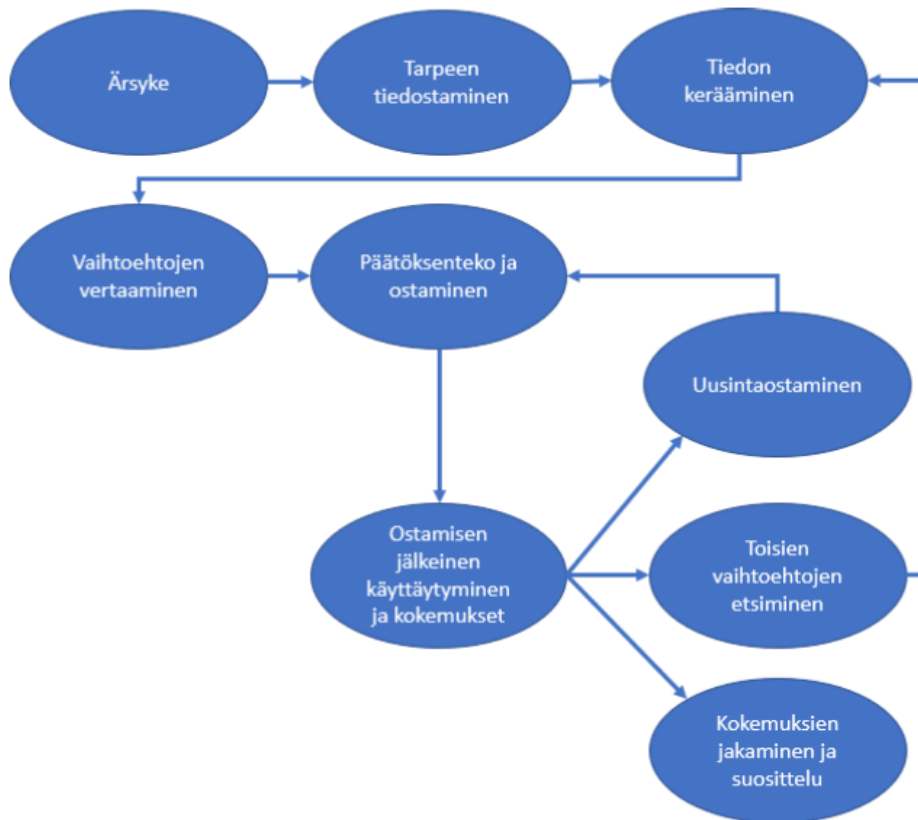 Ärsyke
Tarpeen
tiedostaminen
Tiedon
kerääminen
Vaihtoehtojen
vertaaminen
Päätöksenteko ja
ostaminen
Uusintaostaminen
Ostamisen
jälkeinen
käyttäytyminen
ja kokemukset
Toisien
vaihtoehtojen
etsiminen
Kokemuksien
jakaminen ja
suosittelu